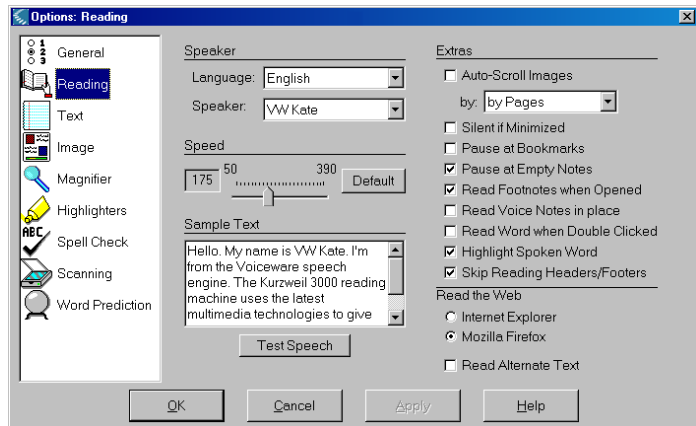 Options: Reading
1
2
3
General
Reading
Text
Image
Magnifier
Highlighters
ABC
Spell Check
Scanning
Word Prediction
Speaker
Language: English
Speaker: VW Kate
Speed
175 50 390 Default
Sample Text
Hello. My name is VW Kate. I'm
from the Voiceware speech
engine. The Kurzweil 3000 reading
machine uses the latest
multimedia technologies to give
Test Speech
Extras
Auto-Scroll Images
by: by Pages
Silent if Minimized
Pause at Bookmarks
Pause at Empty Notes
Read Footnotes when Opened
Read Voice Notes in place
Read Word when Double Clicked
Highlight Spoken Word
Skip Reading Headers/Footers
Read the Web
Internet Explorer
Mozilla Firefox
Read Alternate Text
OK Cancel Apply Help